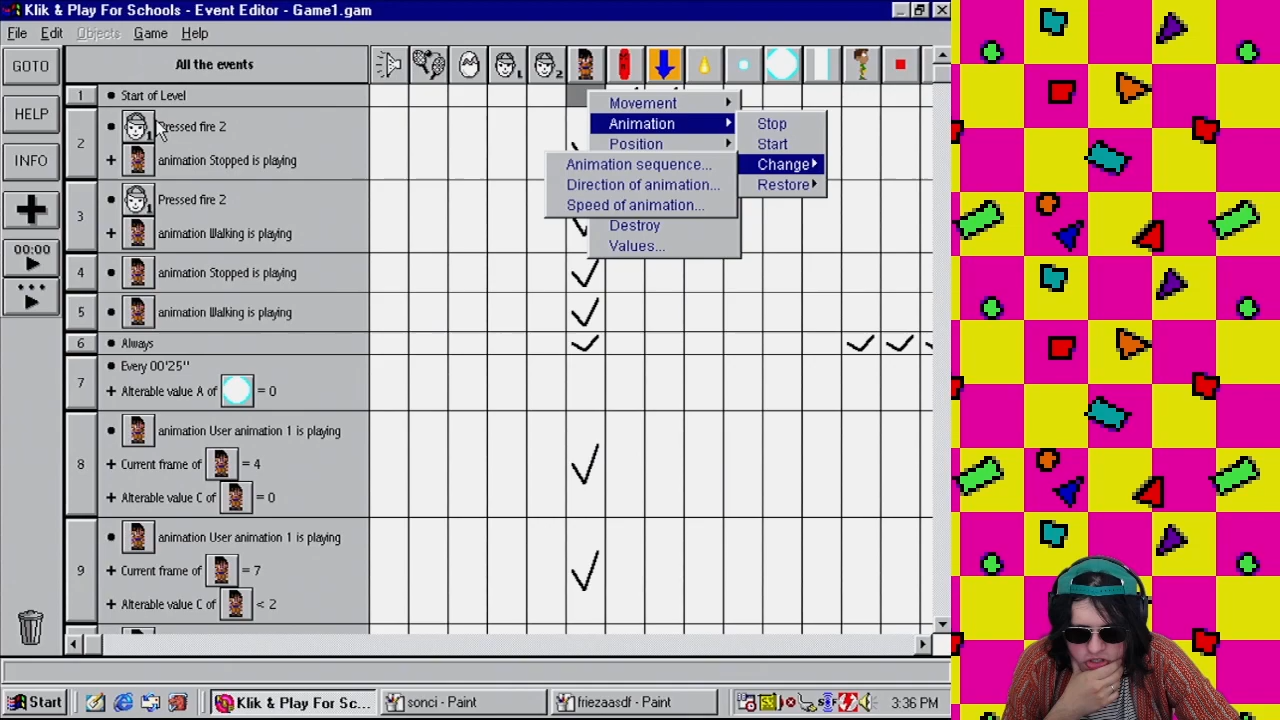 Klik & Play For Schools - Event Editor - Game1.gam
File Edit Objects Game Help
GOTO
All the events
1
2
1 Start of Level
HELP
2
Pressed fire 2
1
+ animation Stopped is playing
INFO
3
Pressed fire 2
1
+ animation Walking is playing
00:00
4 animation Stopped is playing
5 animation Walking is playing
6 Always
7
Every 00'25"
+ Alterable value A of = 0
8
animation User animation 1 is playing
+ Current frame of = 4
+ Alterable value C of = 0
9
animation User animation 1 is playing
+ Current frame of = 7
+ Alterable value C of < 2
Movement
Animation
Position
Destroy
Values...
Stop
Start
Change
Restore
Animation sequence...
Direction of animation...
Speed of animation...
Start
Klik & Play For Sc...
sonci - Paint
friezaasdf - Paint
3:36 PM